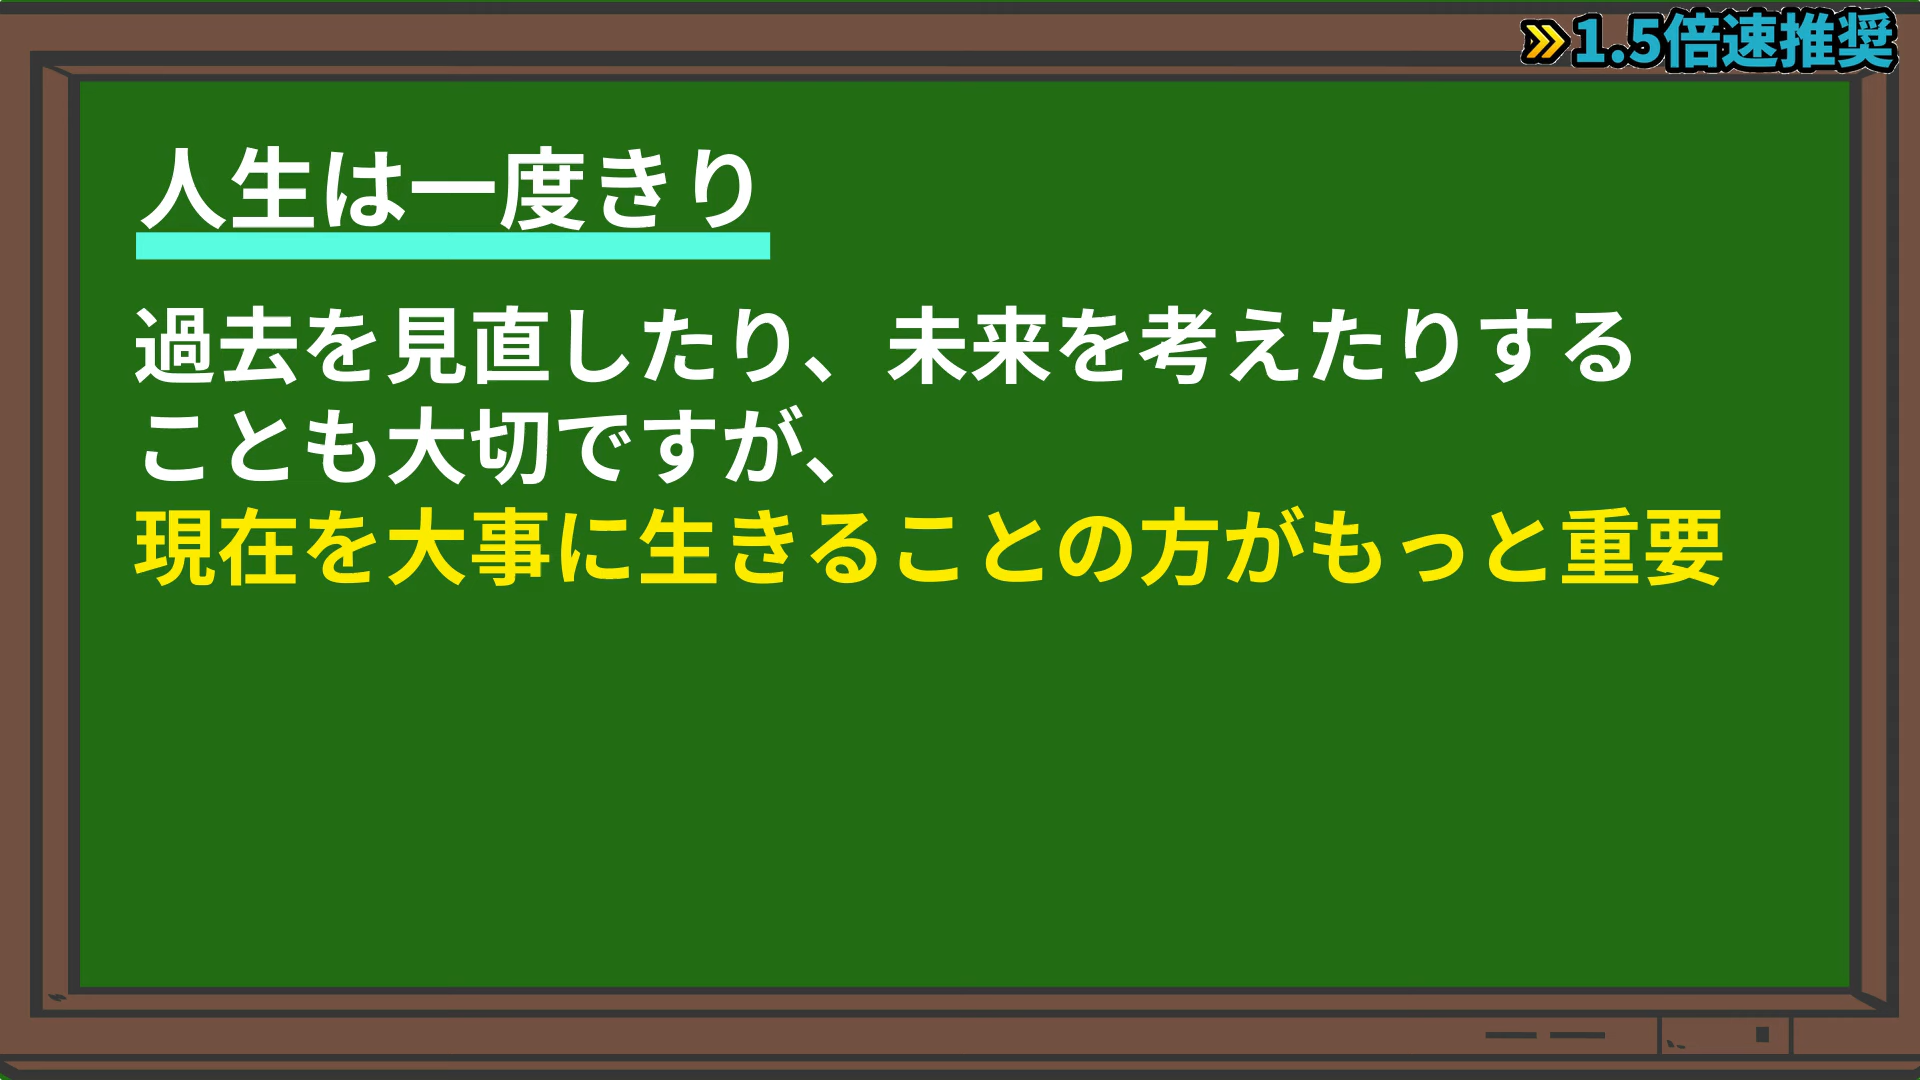 1.5倍速推奨
人生は一度きり
過去を見直したり、未来を考えたりする
ことも大切ですが、
現在を大事に生きることの方がもっと重要